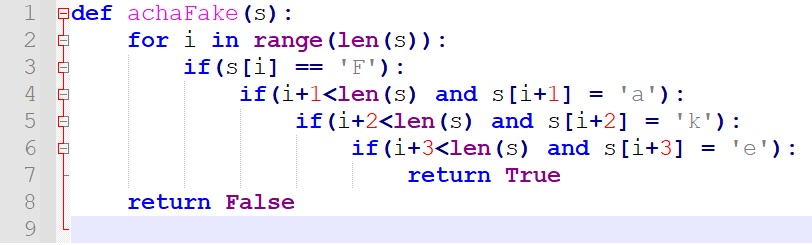 1 def achaFake(s):
2     for i in range(len(s)):
3         if(s[i] == 'F'):
4             if(i+1<len(s) and s[i+1] = 'a'):
5                 if(i+2<len(s) and s[i+2] = 'k'):
6                     if(i+3<len(s) and s[i+3] = 'e'):
7                         return True
8     return False
9